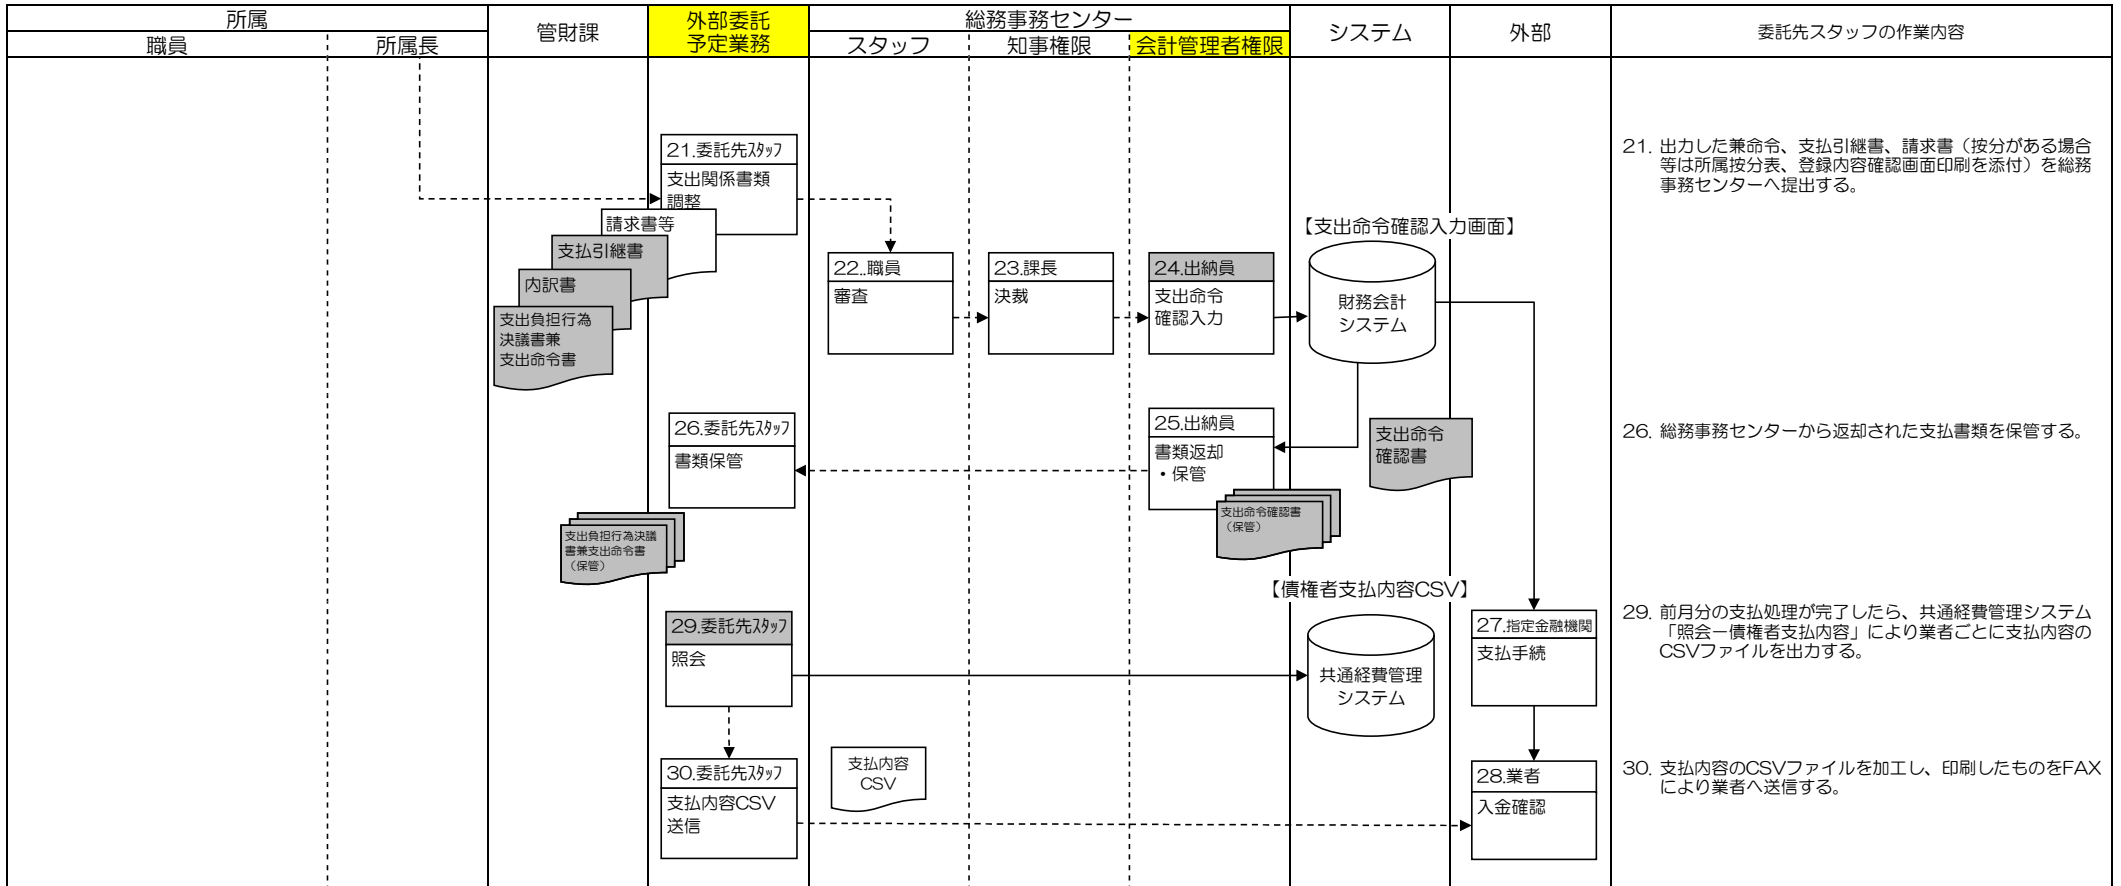 所属
職員
所属長
管財課
外部委託
予定業務
総務事務センター
スタッフ
知事権限
会計管理者権限
システム
外部
委託先スタッフの作業内容
21.委託先ｽﾀｯﾌ
支出関係書類
調整
請求書等
支払引継書
内訳書
支出負担行為
決議書兼
支出命令書
22..職員
審査
23.課長
決裁
24.出納員
支出命令
確認入力
【支出命令確認入力画面】
財務会計
システム
21. 出力した兼命令、支払引継書、請求書（按分がある場合
等は所属按分表、登録内容確認画面印刷を添付）を総務
事務センターへ提出する。
26.委託先ｽﾀｯﾌ
書類保管
支出負担行為決議
書兼支出命令書
（保管）
25.出納員
書類返却
・保管
支出命令確認書
（保管）
支出命令
確認書
26. 総務事務センターから返却された支払書類を保管する。
29.委託先ｽﾀｯﾌ
照会
【債権者支払内容CSV】
共通経費管理
システム
27.指定金融機関
支払手続
29. 前月分の支払処理が完了したら、共通経費管理システム
「照会ー債権者支払内容」により業者ごとに支払内容の
CSVファイルを出力する。
30.委託先ｽﾀｯﾌ
支払内容CSV
送信
支払内容
CSV
28.業者
入金確認
30. 支払内容のCSVファイルを加工し、印刷したものをFAX
により業者へ送信する。